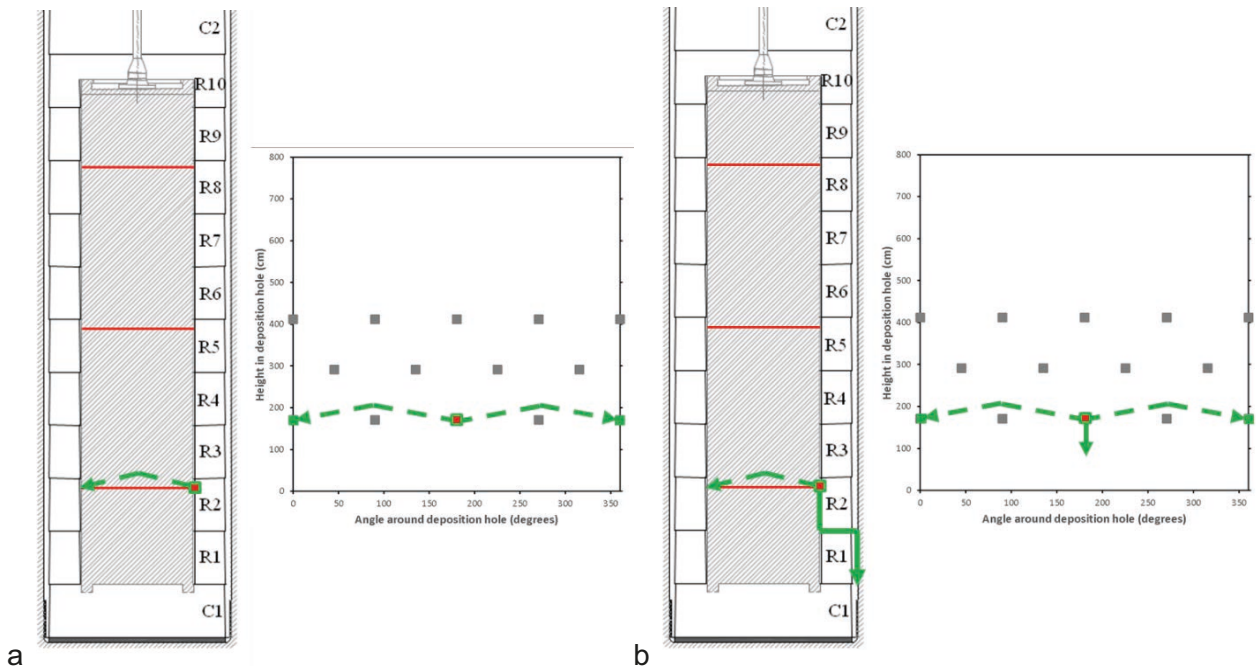 C2
R10
R9
R8
R7
R6
R5
R4
R3
R2
R1
C1
a
800
700
600
500
400
300
200
100
0
Height in deposition hole (cm)
0 50 100 150 200 250 300 350
Angle around deposition hole (degrees)
C2
R10
R9
R8
R7
R6
R5
R4
R3
R2
R1
C1
b
800
700
600
500
400
300
200
100
0
Height in deposition hole (cm)
0 50 100 150 200 250 300 350
Angle around deposition hole (degrees)